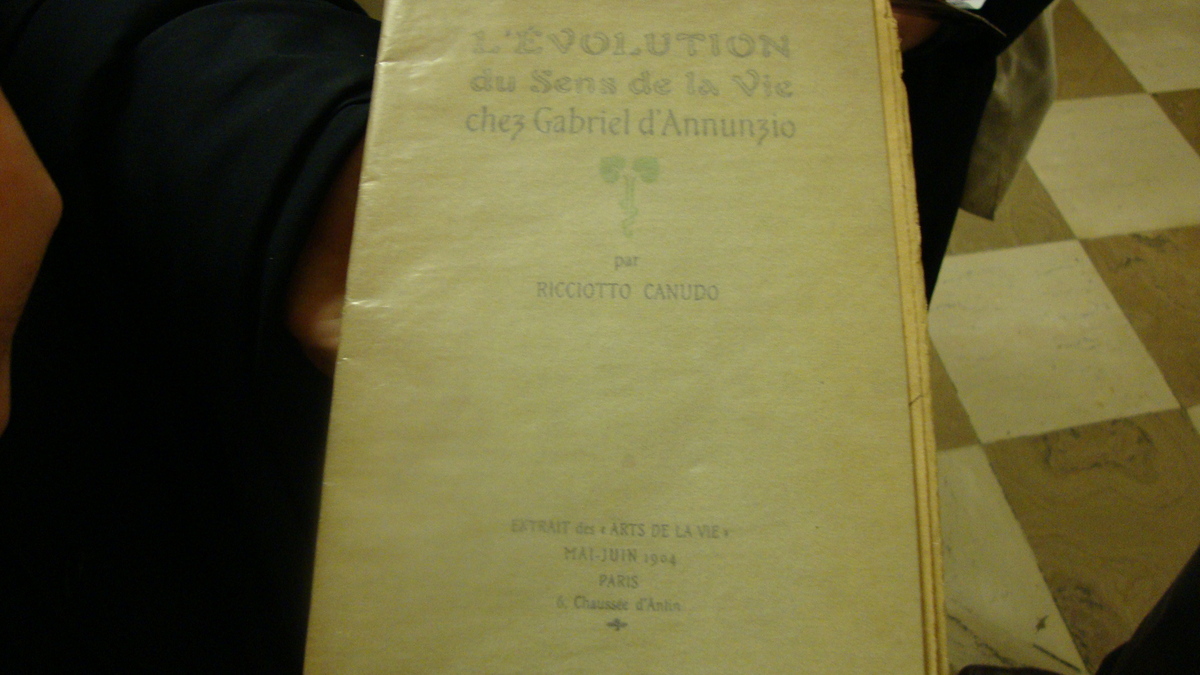 L'ÉVOLUTION
du Sens de la Vie
chez Gabriel d'Annunzio
par
RICCIOTTO CANUDO
EXTRAIT des « ARTS DE LA VIE »
MAI-JUIN 1904
PARIS
6, Chaussée d'Antin